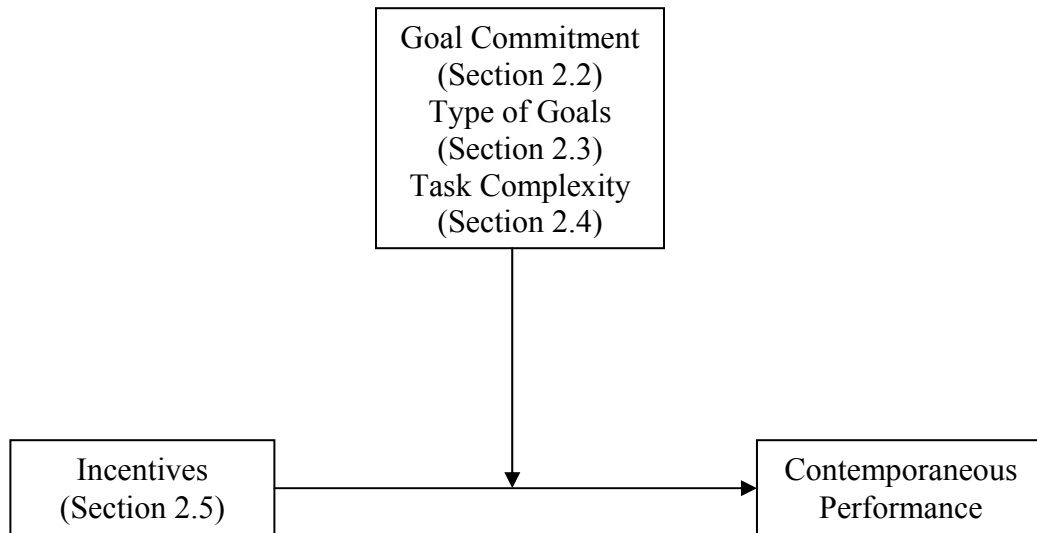 Goal Commitment
(Section 2.2)
Type of Goals
(Section 2.3)
Task Complexity
(Section 2.4)
Incentives
(Section 2.5)
Contemporaneous
Performance